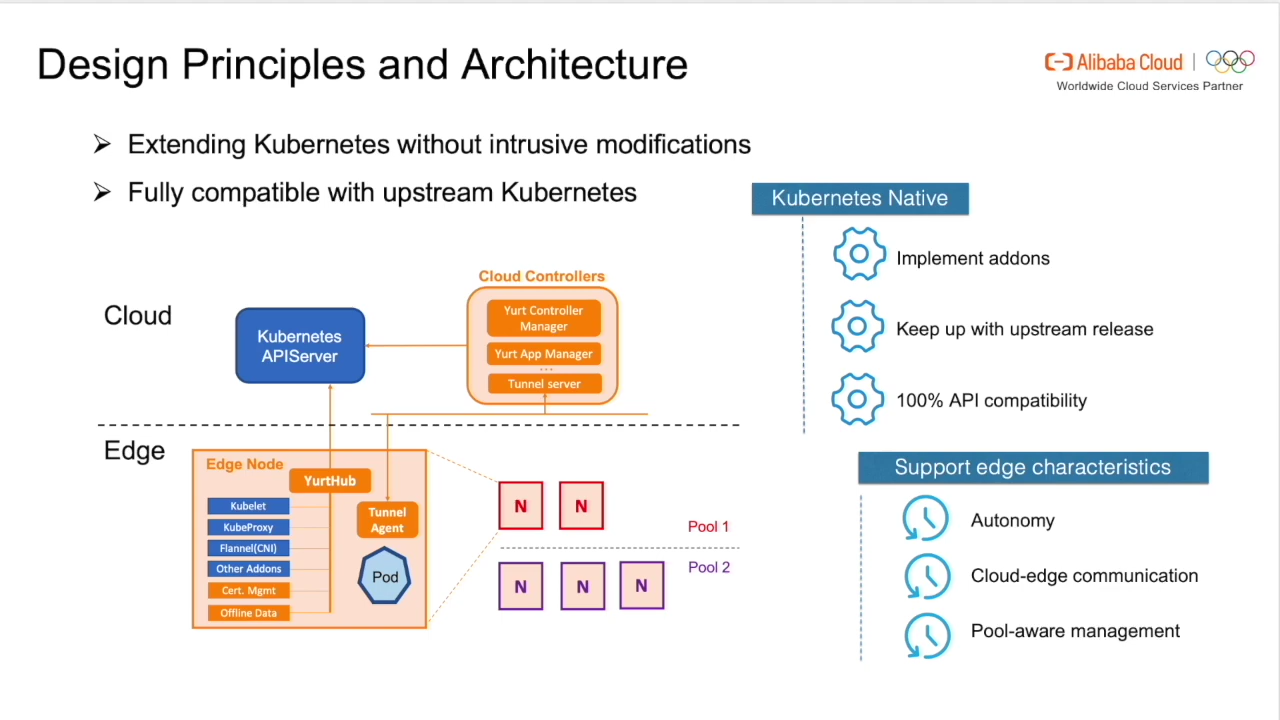 Design Principles and Architecture
Alibaba Cloud
Worldwide Cloud Services Partner
➢ Extending Kubernetes without intrusive modifications
➢ Fully compatible with upstream Kubernetes
Kubernetes Native
Implement addons
Keep up with upstream release
100% API compatibility
Cloud
Kubernetes
APIServer
Cloud Controllers
Yurt Controller
Manager
Yurt App Manager
...
Tunnel server
Edge
Edge Node
YurtHub
Kubelet
KubeProxy
Flannel(CNI)
Other Addons
Cert. Mgmt
Offline Data
Tunnel
Agent
Pod
N N
Pool 1
Pool 2
N N N
Support edge characteristics
Autonomy
Cloud-edge communication
Pool-aware management